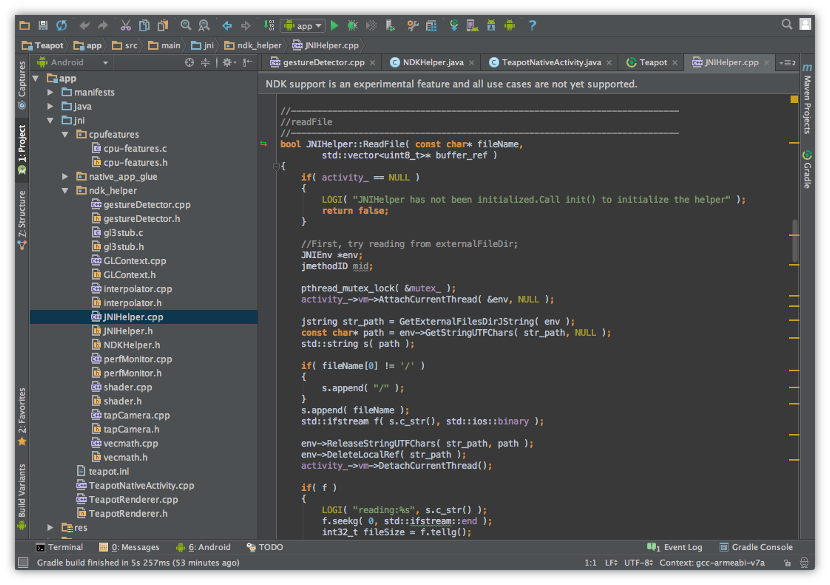 app
Teapot app src main jni ndk_helper JNIHelper.cpp
Android
gestureDetector.cpp NDKHelper.java TeapotNativeActivity.java Teapot JNIHelper.cpp
NDK support is an experimental feature and all use cases are not yet supported.
Captures
1: Project
Z: Structure
2: Favorites
Build Variants
app
manifests
java
jni
cpufeatures
cpu-features.c
cpu-features.h
native_app_glue
ndk_helper
gestureDetector.cpp
gestureDetector.h
gl3stub.c
gl3stub.h
GLContext.cpp
GLContext.h
interpolator.cpp
interpolator.h
JNIHelper.cpp
JNIHelper.h
NDKHelper.h
perfMonitor.cpp
perfMonitor.h
shader.cpp
shader.h
tapCamera.cpp
tapCamera.h
vecmath.cpp
vecmath.h
teapot.inl
TeapotNativeActivity.cpp
TeapotRenderer.cpp
TeapotRenderer.h
res
//
//readFile
//
bool JNIHelper::ReadFile( const char* fileName,
std::vector<uint8_t>* buffer_ref )
{
if( activity_ == NULL )
{
LOGI( "JNIHelper has not been initialized.Call init() to initialize the helper" );
return false;
}
//First, try reading from externalFileDir;
JNIEnv *env;
jmethodID mid;
pthread_mutex_lock( &mutex_ );
activity_->vm->AttachCurrentThread( &env, NULL );
jstring str_path = GetExternalFilesDirJString( env );
const char* path = env->GetStringUTFChars( str_path, NULL );
std::string s( path );
if( fileName[0] != '/' )
{
s.append( "/" );
}
s.append( fileName );
std::ifstream f( s.c_str(), std::ios::binary );
env->ReleaseStringUTFChars( str_path, path );
env->DeleteLocalRef( str_path );
activity_->vm->DetachCurrentThread();
if( f )
{
LOGI( "reading:%s", s.c_str() );
f.seekg( 0, std::ifstream::end );
int32_t fileSize = f.tellg();
Maven Projects
Gradle
Terminal 0: Messages 6: Android TODO 1 Event Log Gradle Console
Gradle build finished in 5s 257ms (53 minutes ago) 1:1 LF UTF-8 Context: gcc-armeabi-v7a